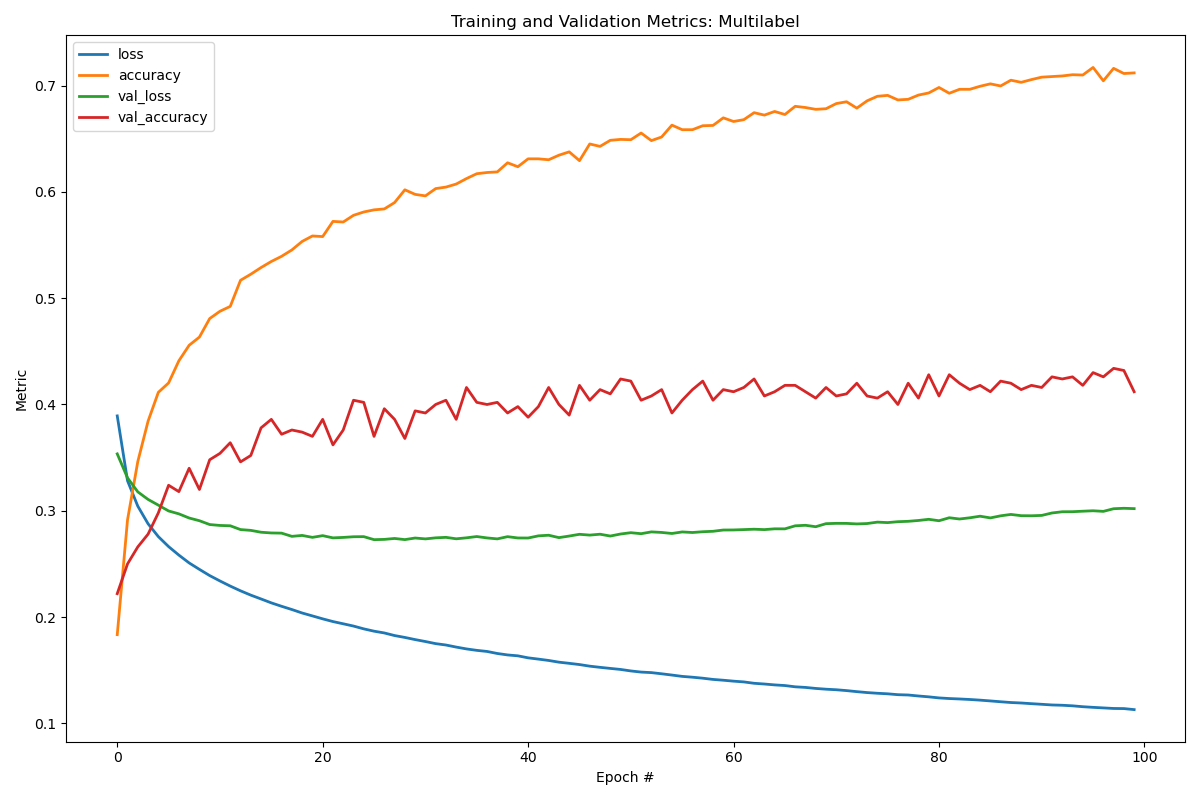 Training and Validation Metrics: Multilabel
loss
accuracy
val_loss
val_accuracy
0.7
0.6
0.5
0.4
0.3
0.2
0.1
Metric
0 20 40 60 80 100
Epoch #